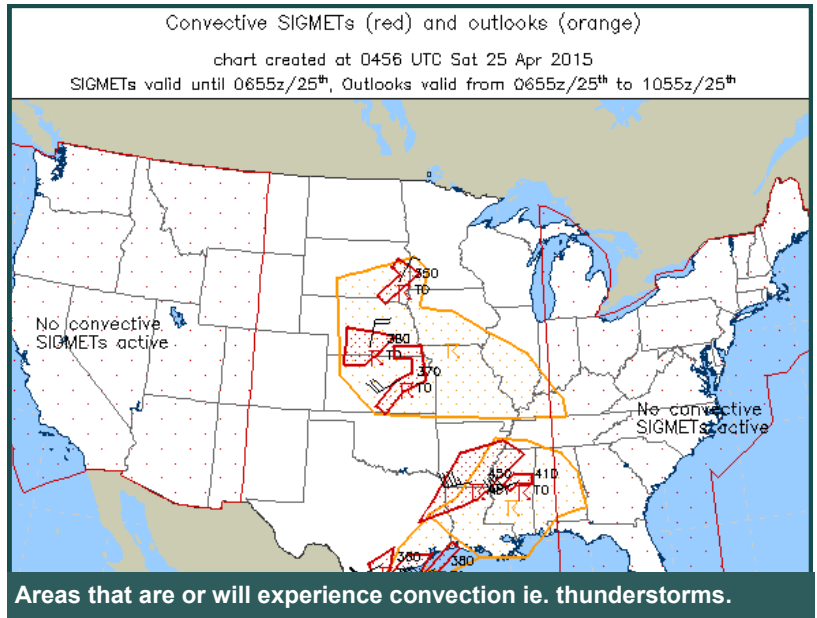 Convective SIGMETs (red) and outlooks (orange)
chart created at 0456 UTC Sat 25 Apr 2015
SIGMETs valid until 0655z/25th, Outlooks valid from 0655z/25th to 1055z/25th
350
TO
No convective
SIGMETs active
TO
370
TO
No convective
SIGMETs active
450
410
TO
380
Areas that are or will experience convection ie. thunderstorms.